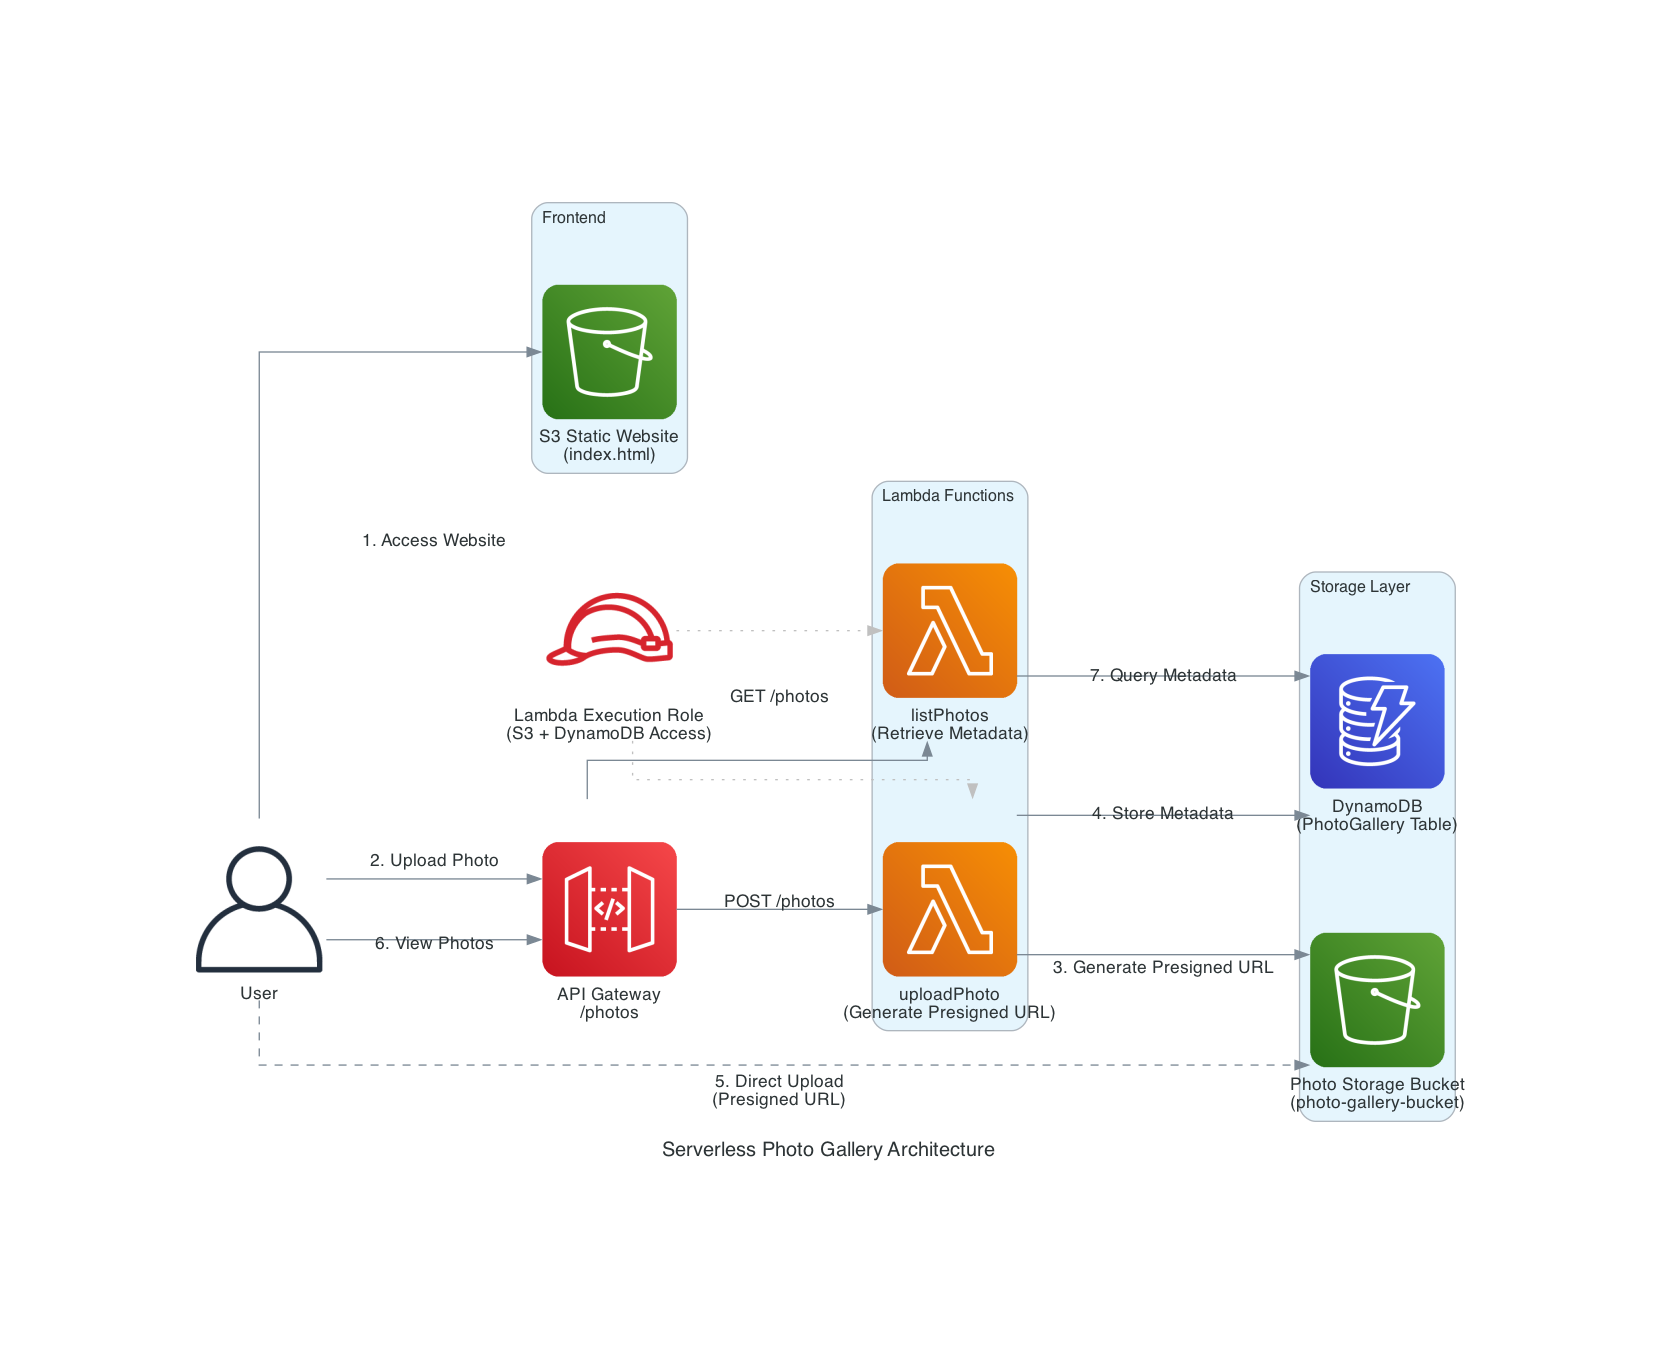 Frontend
S3 Static Website
(index.html)
1. Access Website
Lambda Functions
Storage Layer
Lambda Execution Role
(S3 + DynamoDB Access)
GET /photos
listPhotos
(Retrieve Metadata)
7. Query Metadata
DynamoDB
(PhotoGallery Table)
4. Store Metadata
2. Upload Photo
6. View Photos
User
API Gateway
/photos
POST /photos
uploadPhoto
(Generate Presigned URL)
3. Generate Presigned URL
5. Direct Upload
(Presigned URL)
Photo Storage Bucket
(photo-gallery-bucket)
Serverless Photo Gallery Architecture